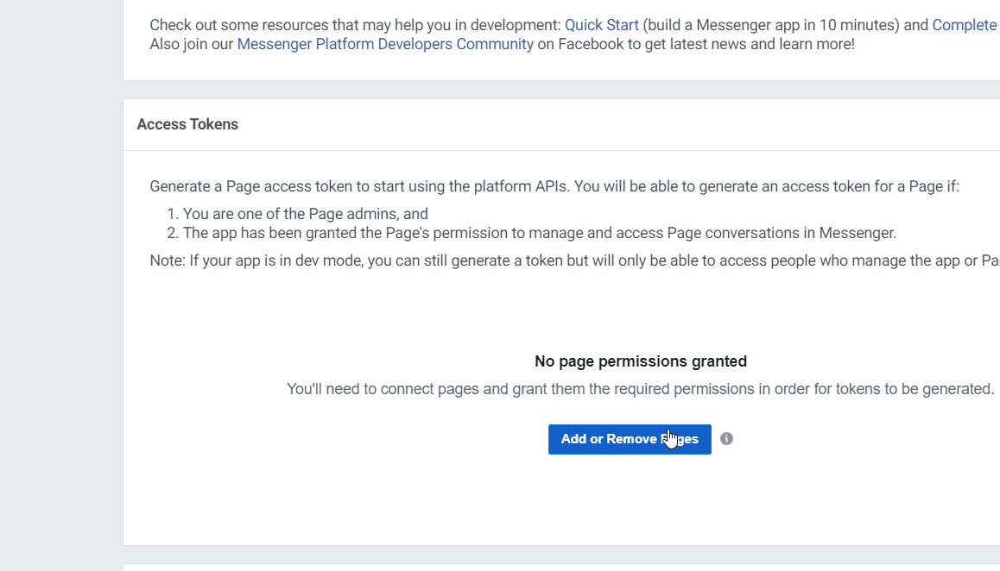 Check out some resources that may help you in development: Quick Start (build a Messenger app in 10 minutes) and Complete
Also join our Messenger Platform Developers Community on Facebook to get latest news and learn more!
Access Tokens
Generate a Page access token to start using the platform APIs. You will be able to generate an access token for a Page if:
1. You are one of the Page admins, and
2. The app has been granted the Page's permission to manage and access Page conversations in Messenger.
Note: If your app is in dev mode, you can still generate a token but will only be able to access people who manage the app or
No page permissions granted
You'll need to connect pages and grant them the required permissions in order for tokens to be generated.
Add or Remove Pages